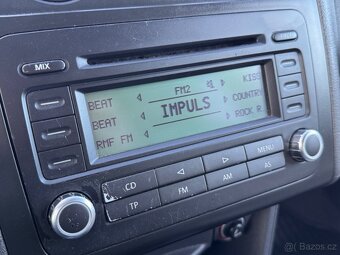 MIX
FM2
BEAT
KISS
IMPULS
BEAT
COUNTRY
RMF FM
ROCK R.
CD
MENU
TP
FM
AM
AS
©bazos.cz